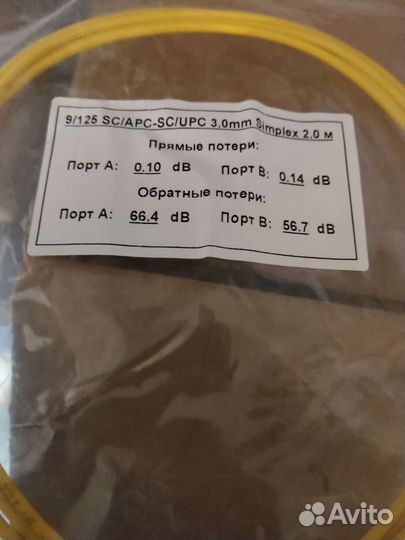 9/125 SC/APC-SC/UPC 3,0mm Simplex 2.0 м
Прямые потери:
Порт А: 0.10 dB Порт В: 0.14 dB
Обратные потери:
Порт А: 66.4 dB Порт В: 56.7 dB
Avito